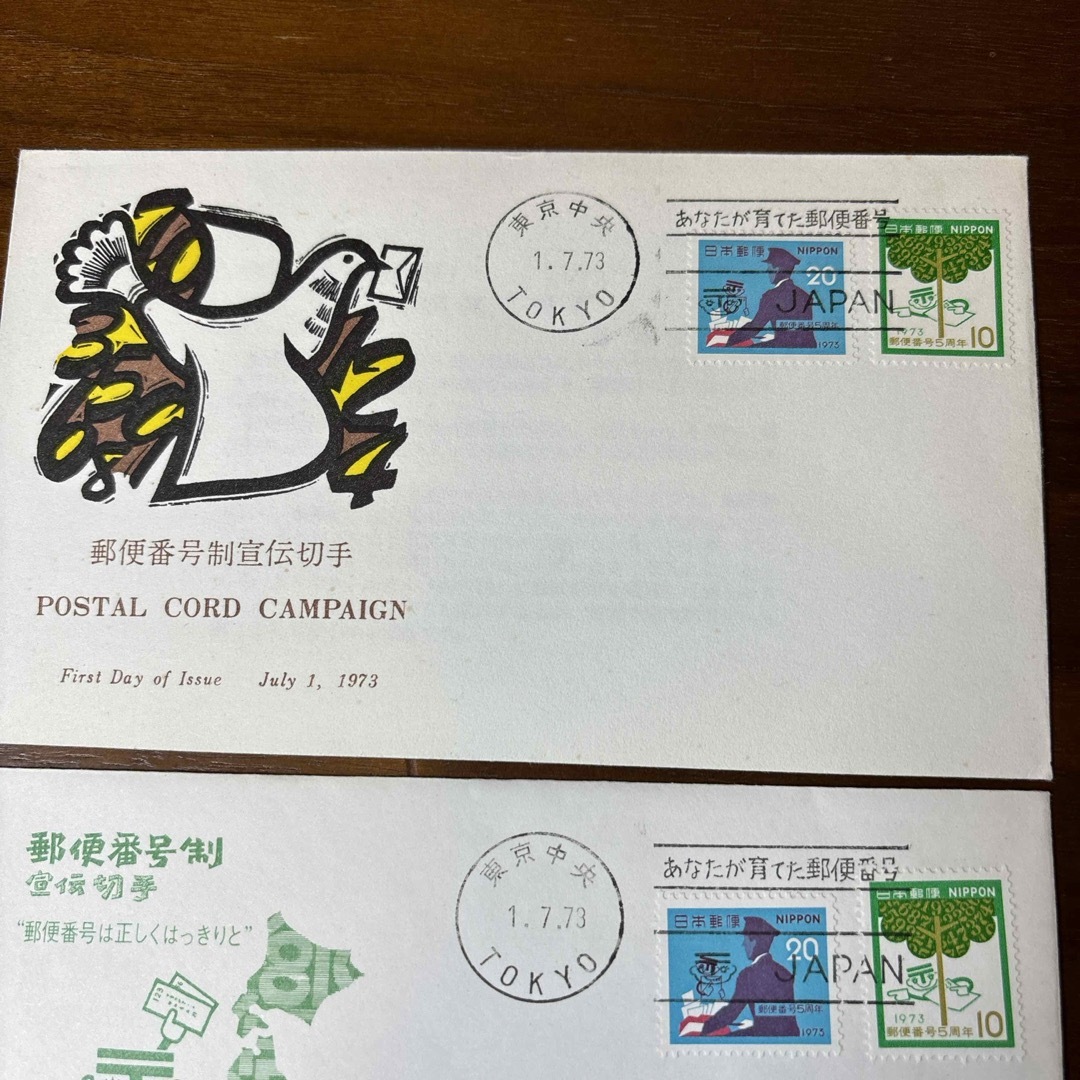 東京中央
1.7.73
TOKYO
あなたが育てた郵便番号
JAPAN
日本郵便 NIPPON
20
郵便番号5周年
1973
日本郵便 NIPPON
1973
郵便番号5周年 10
郵便番号制宣伝切手
POSTAL CORD CAMPAIGN
First Day of Issue July 1, 1973
郵便番号制
宣伝切手
“郵便番号は正しくはっきりと”
123
東京中央
1.7.73
TOKYO
あなたが育てた郵便番号
JAPAN
日本郵便 NIPPON
20
郵便番号5周年
1973
日本郵便 NIPPON
1973
郵便番号5周年 10